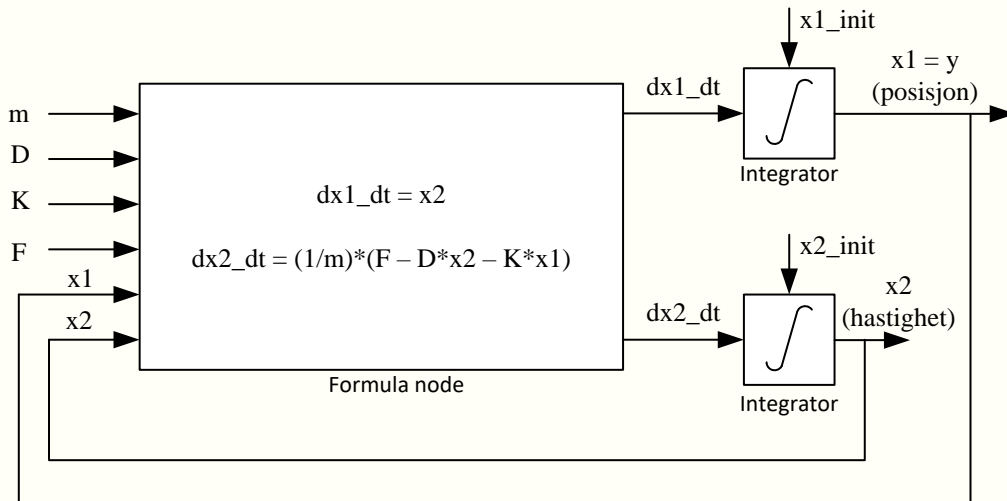 x1_init
m
D
K
F
x1
x2
dx1_dt = x2
dx2_dt = (1/m)*(F – D*x2 – K*x1)
Formula node
dx1_dt
Integrator
x1 = y
(posisjon)
x2_init
dx2_dt
Integrator
x2
(hastighet)